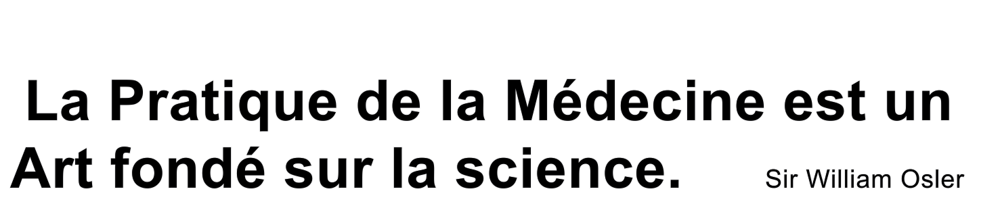 La Pratique de la Médecine est un
Art fondé sur la science. Sir William Osler